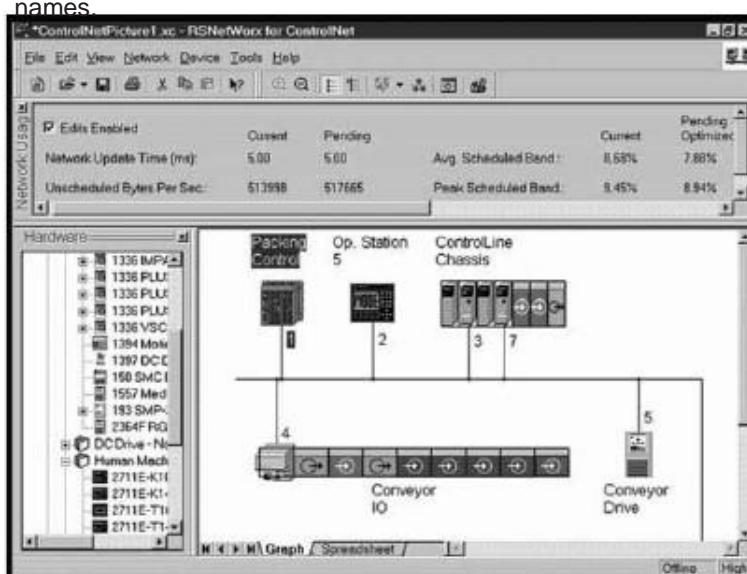 names.
*ControlNetPicture1.xc - RSNetWorx for ControlNet
File Edit View Network Device Tools Help
Network Usag
Edits Enabled
Current Pending Current Pending Optimized
Network Update Time (ms): 5.00 5.00 Avg. Scheduled Band.: 8.68% 7.88%
Unscheduled Bytes Per Sec.: 513998 517665 Peak Scheduled Band.: 9.45% 8.94%
Hardware
1336 IMPA
1336 PLU
1336 PLU
1336 PLU
1336 VSC
1394 Moti
1397 DC D
150 SMC
1557 Med
193 SMP-
2364F RG
DC Drive - No
Human Mach
2711E-K1
2711E-K1
2711E-T1
2711E-T1
Packing
Control
Op. Station
5
ControlLine
Chassis
1
2
3 7
4
5
Conveyor
IO
Conveyor
Drive
Graph Spreadsheet
Offline High